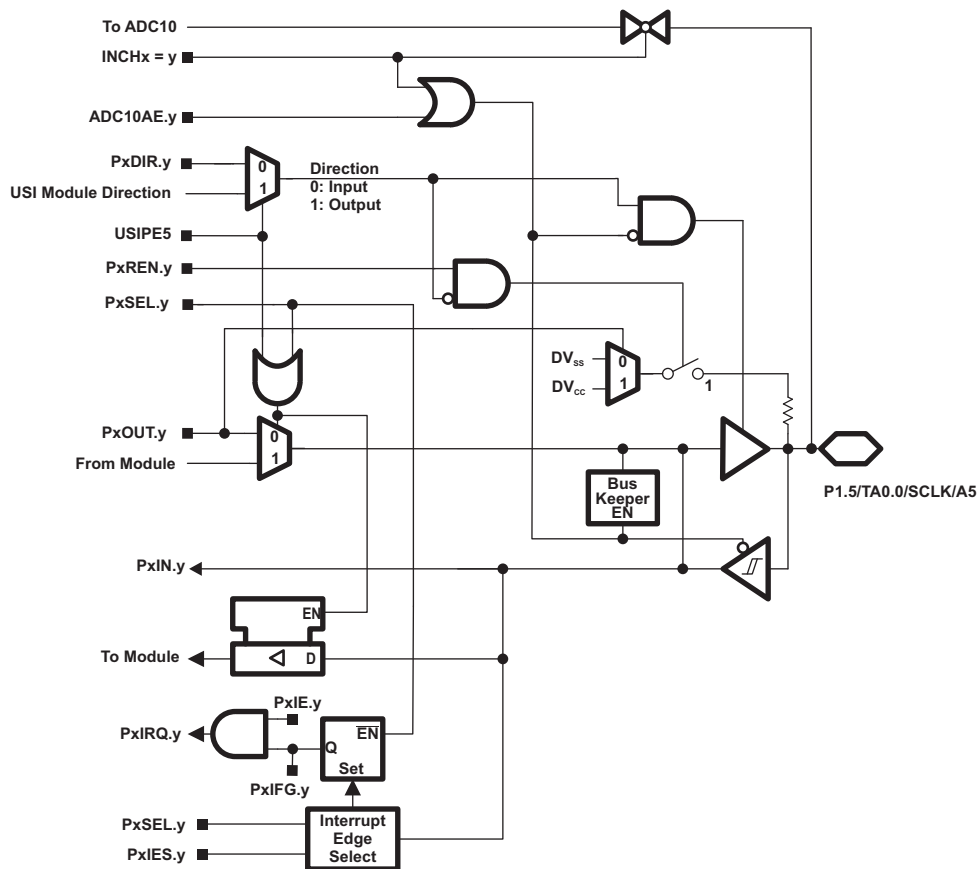 To ADC10
INCHx = y
ADC10AE.y
PxDIR.y
USI Module Direction
0
1
Direction
0: Input
1: Output
USIPE5
PxREN.y
PxSEL.y
DVSS
DVCC
0
1
1
PxOUT.y
From Module
0
1
Bus
Keeper
EN
P1.5/TA0.0/SCLK/A5
PxIN.y
EN
To Module
D
PxIE.y
PxIRQ.y
EN
Q
Set
PxIFG.y
PxSEL.y
PxIES.y
Interrupt
Edge
Select